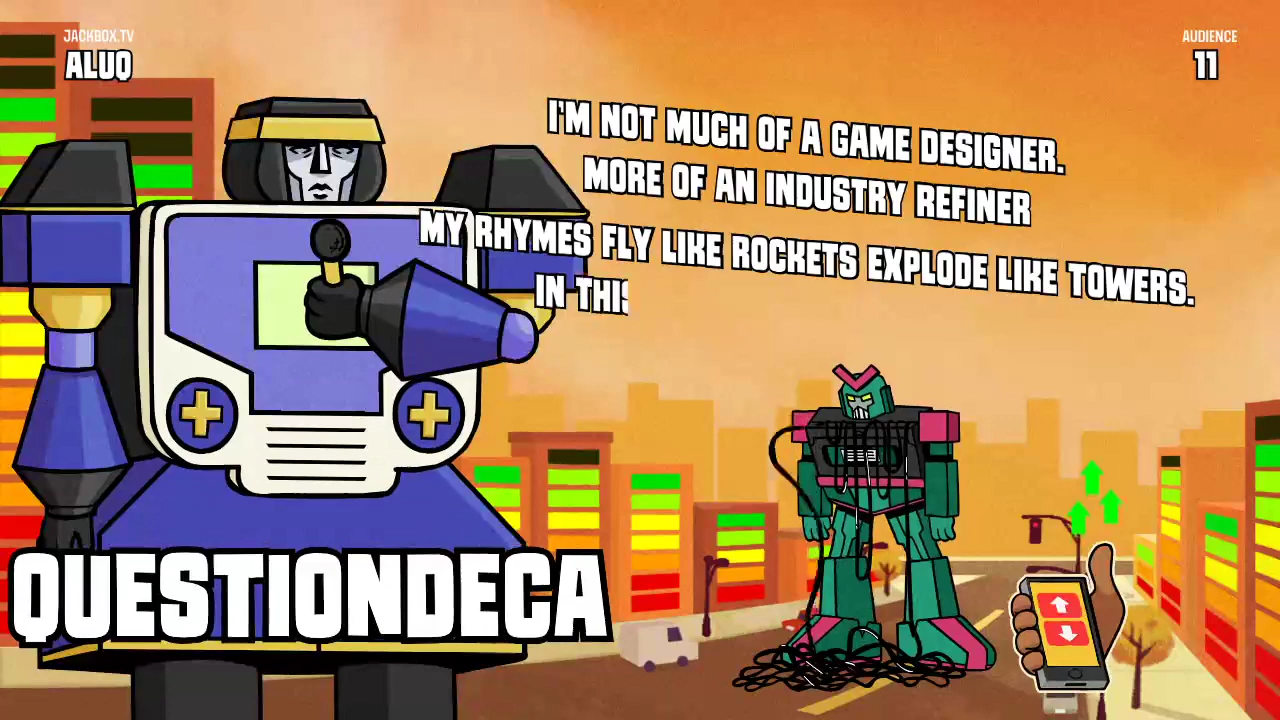 JACKBOX.TV
ALUQ
AUDIENCE
11
I'M NOT MUCH OF A GAME DESIGNER.
MORE OF AN INDUSTRY REFINER
MY RHYMES FLY LIKE ROCKETS EXPLODE LIKE TOWERS.
IN THIS
QUESTIONDECA